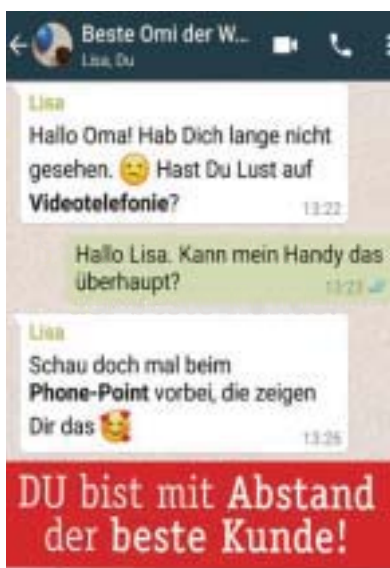 Beste Omi der W...
Lisa, Du
Lisa
Hallo Oma! Hab Dich lange nicht
gesehen. 😕 Hast Du Lust auf
Videotelefonie?
13:22
Hallo Lisa. Kann mein Handy das
überhaupt?
13:23
Lisa
Schau doch mal beim
Phone-Point vorbei, die zeigen
Dir das 🥰
13:26
DU bist mit Abstand
der beste Kunde!